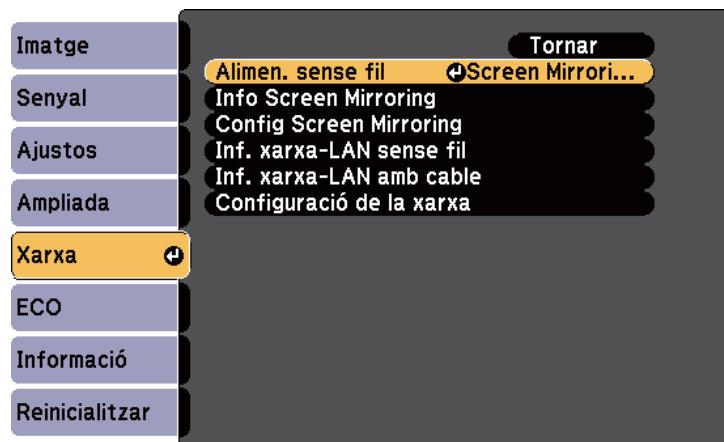 Imatge
Senyal
Ajustos
Ampliada
Xarxa
ECO
Informació
Reinicialitzar
Tornar
Alimen. sense fil Screen Mirrori...
Info Screen Mirroring
Config Screen Mirroring
Inf. xarxa-LAN sense fil
Inf. xarxa-LAN amb cable
Configuració de la xarxa